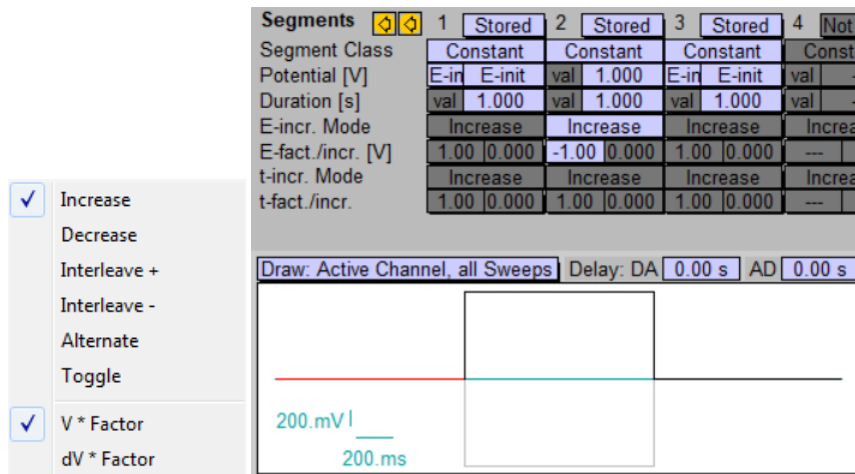 Increase
Decrease
Interleave +
Interleave -
Alternate
Toggle
V * Factor
dV * Factor
Segments 1 Stored 2 Stored 3 Stored 4 Not
Segment Class Constant Constant Constant
Potential [V] E-in E-init val 1.000 E-in E-init val
Duration [s] val 1.000 val 1.000 val 1.000 val
E-incr. Mode Increase Increase Increase
E-fact./incr. [V] 1.00 0.000 -1.00 0.000 1.00 0.000 ---
t-incr. Mode Increase Increase Increase
t-fact./incr. 1.00 0.000 1.00 0.000 1.00 0.000 ---
Draw: Active Channel, all Sweeps Delay: DA 0.00 s AD 0.00 s
200.mV
200.ms